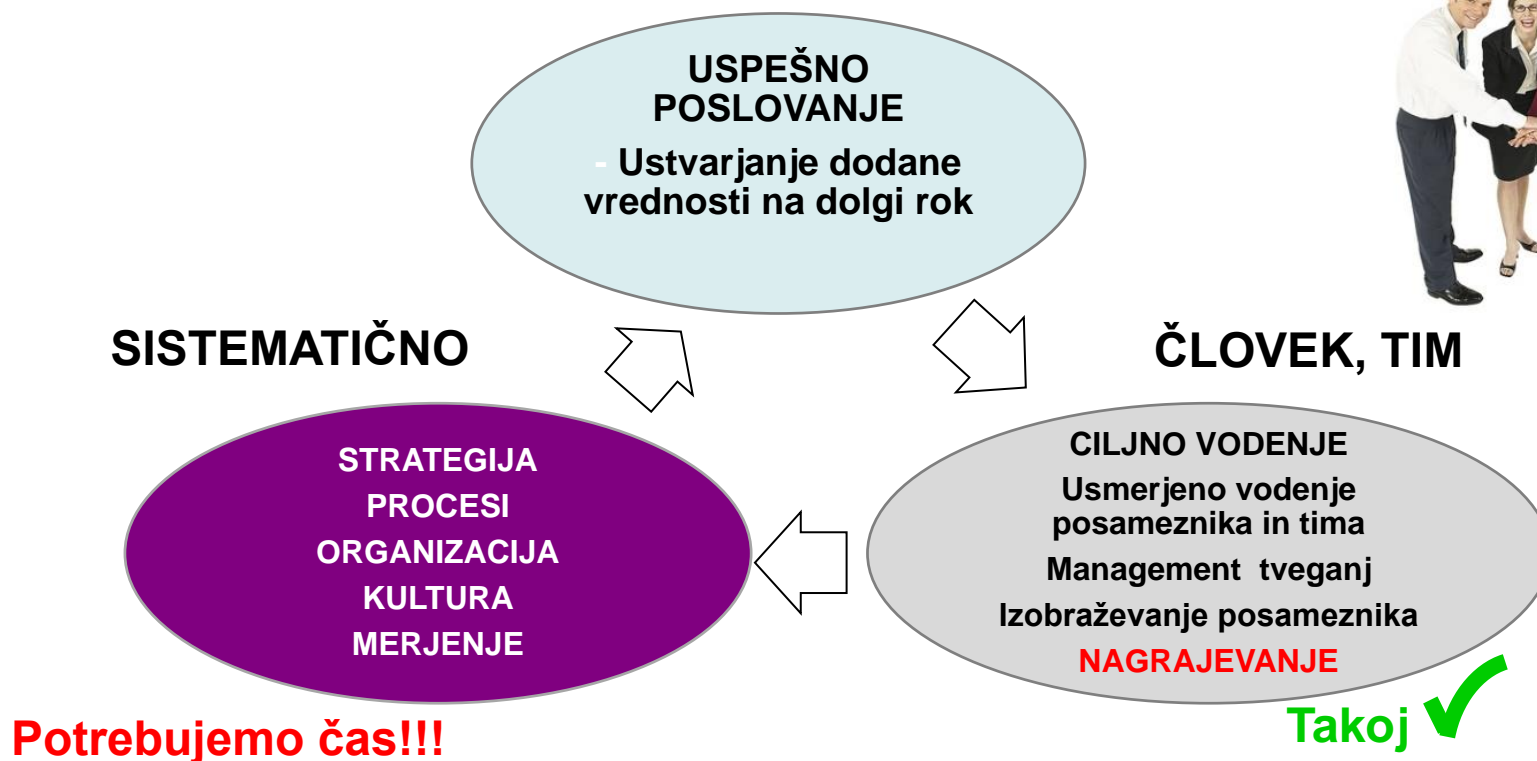 USPEŠNO
POSLOVANJE
- Ustvarjanje dodane
vrednosti na dolgi rok
SISTEMATIČNO
ČLOVEK, TIM
STRATEGIJA
PROCESI
ORGANIZACIJA
KULTURA
MERJENJE
CILJNO VODENJE
Usmerjeno vodenje
posameznika in tima
Management tveganj
Izobraževanje posameznika
NAGRAJEVANJE
Potrebujemo čas!!!
Takoj